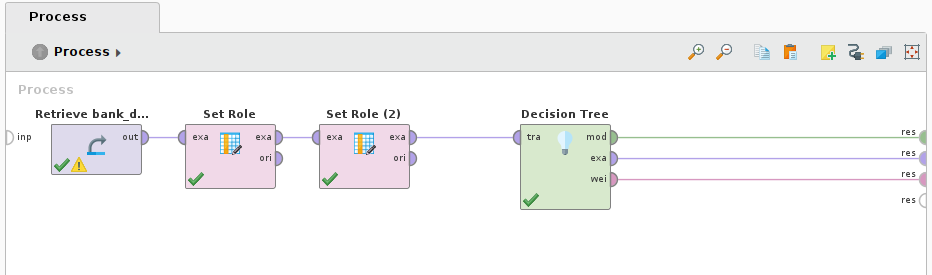 Process
Process
Process
Retrieve bank_d...
Set Role
Set Role (2)
Decision Tree
inp
out
exa
exa
ori
exa
exa
ori
tra
mod
exa
wei
res
res
res
res